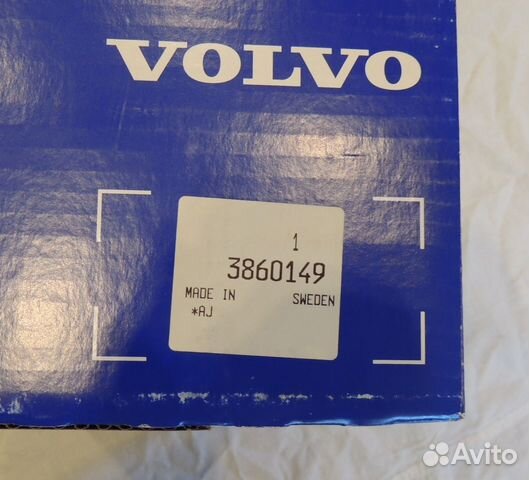 VOLVO
1
3860149
MADE IN SWEDEN
*AJ
Avito